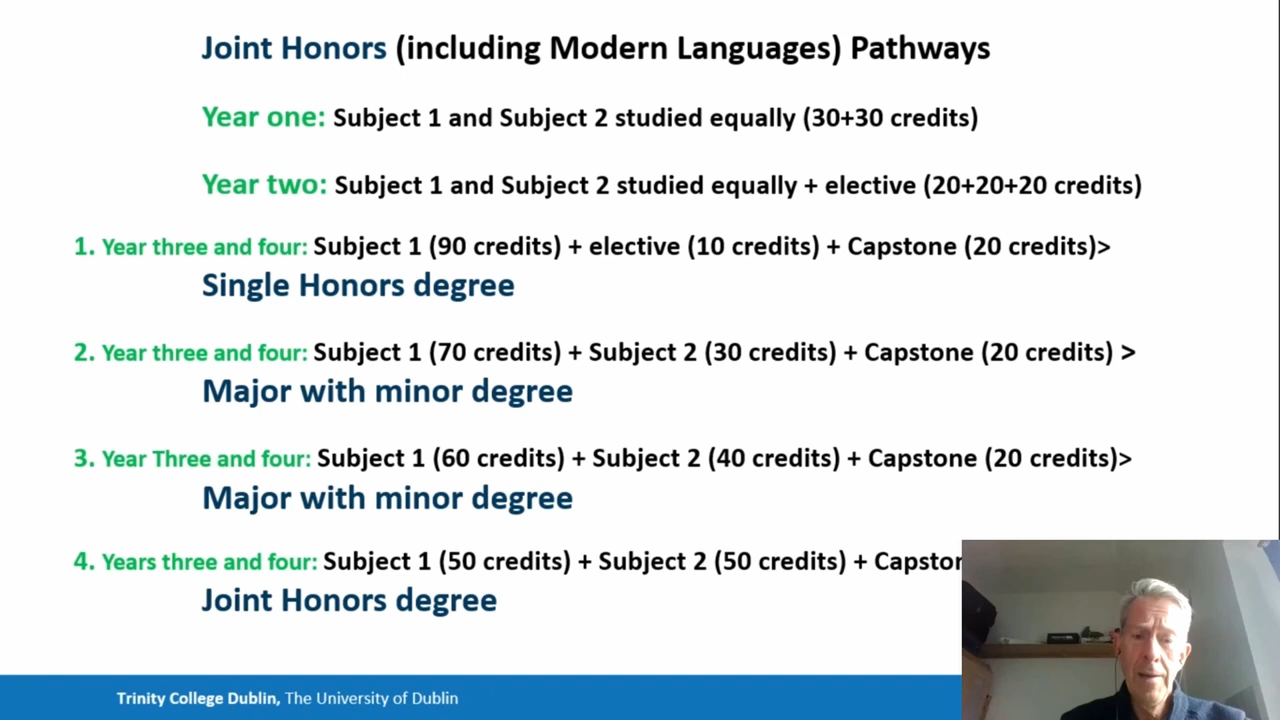 Joint Honors (including Modern Languages) Pathways
Year one: Subject 1 and Subject 2 studied equally (30+30 credits)
Year two: Subject 1 and Subject 2 studied equally + elective (20+20+20 credits)
1. Year three and four: Subject 1 (90 credits) + elective (10 credits) + Capstone (20 credits)>
Single Honors degree
2. Year three and four: Subject 1 (70 credits) + Subject 2 (30 credits) + Capstone (20 credits) >
Major with minor degree
3. Year Three and four: Subject 1 (60 credits) + Subject 2 (40 credits) + Capstone (20 credits)>
Major with minor degree
4. Years three and four: Subject 1 (50 credits) + Subject 2 (50 credits) +
Joint Honors degree
Trinity College Dublin, The University of Dublin